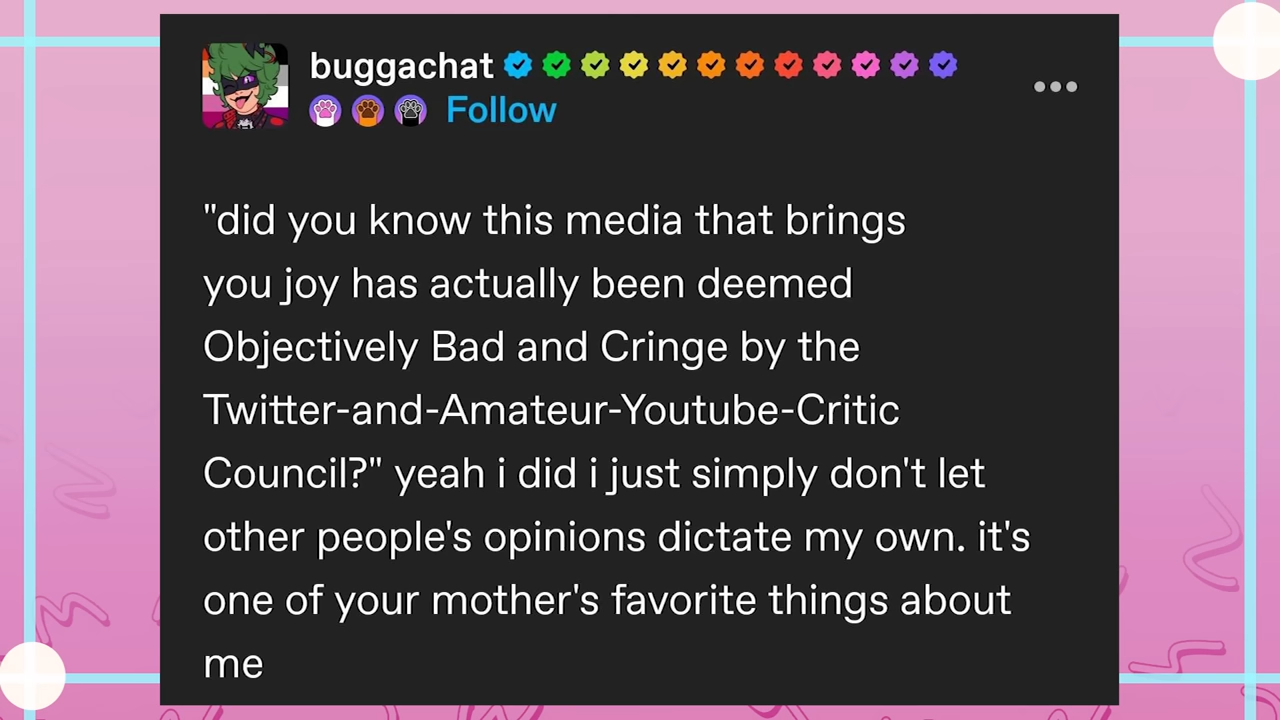 buggachat
Follow
"did you know this media that brings
you joy has actually been deemed
Objectively Bad and Cringe by the
Twitter-and-Amateur-Youtube-Critic
Council?" yeah i did i just simply don't let
other people's opinions dictate my own. it's
one of your mother's favorite things about
me